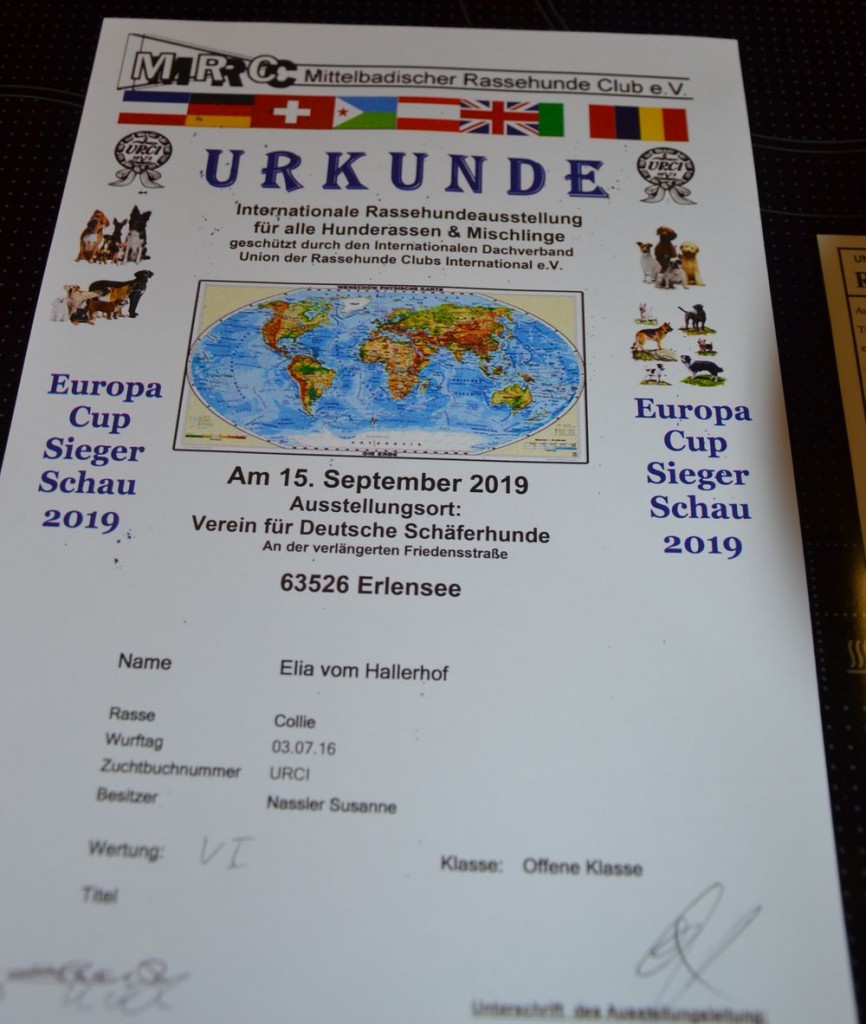 MRRCC Mittelbadischer Rassehunde Club e.V.
URCI
URCI
URKUNDE
Internationale Rassehundeausstellung
für alle Hunderassen & Mischlinge
geschützt durch den Internationalen Dachverband
Union der Rassehunde Clubs International e.V.
Europa
Cup
Sieger
Schau
2019
Europa
Cup
Sieger
Schau
2019
Am 15. September 2019
Ausstellungsort:
Verein für Deutsche Schäferhunde
An der verlängerten Friedensstraße
63526 Erlensee
Name Elia vom Hallerhof
Rasse Collie
Wurftag 03.07.16
Zuchtbuchnummer URCI
Besitzer Nassler Susanne
Wertung: VI Klasse: Offene Klasse
Titel
Unterschrift des Ausstellungsleitung